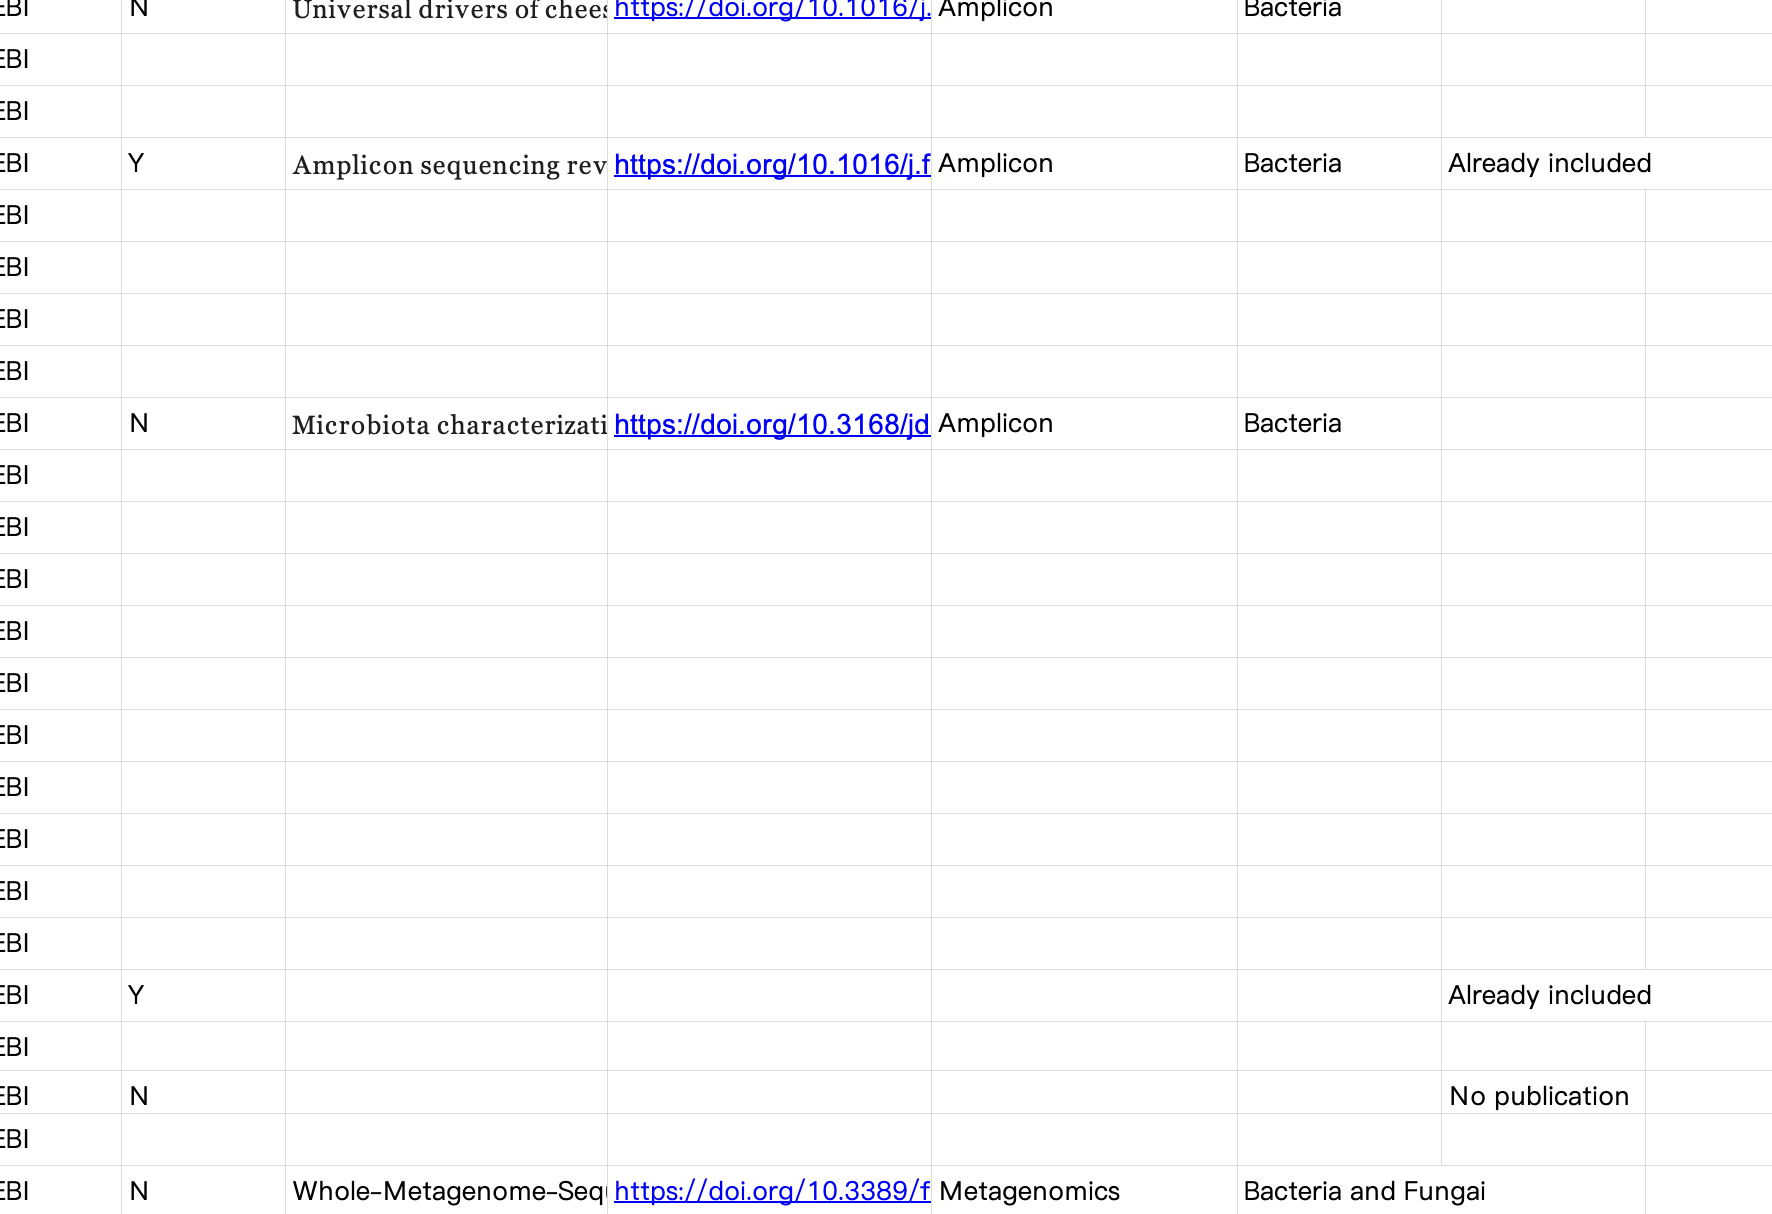 EBI N Universal drivers of chees https://doi.org/10.1016/j. Amplicon Bacteria
EBI
EBI
EBI Y Amplicon sequencing rev https://doi.org/10.1016/j.f Amplicon Bacteria Already included
EBI
EBI
EBI
EBI
EBI N Microbiota characterizati https://doi.org/10.3168/jd Amplicon Bacteria
EBI
EBI
EBI
EBI
EBI
EBI
EBI
EBI
EBI
EBI
EBI Y Already included
EBI
EBI N No publication
EBI
EBI N Whole-Metagenome-Seq https://doi.org/10.3389/f Metagenomics Bacteria and Fungai